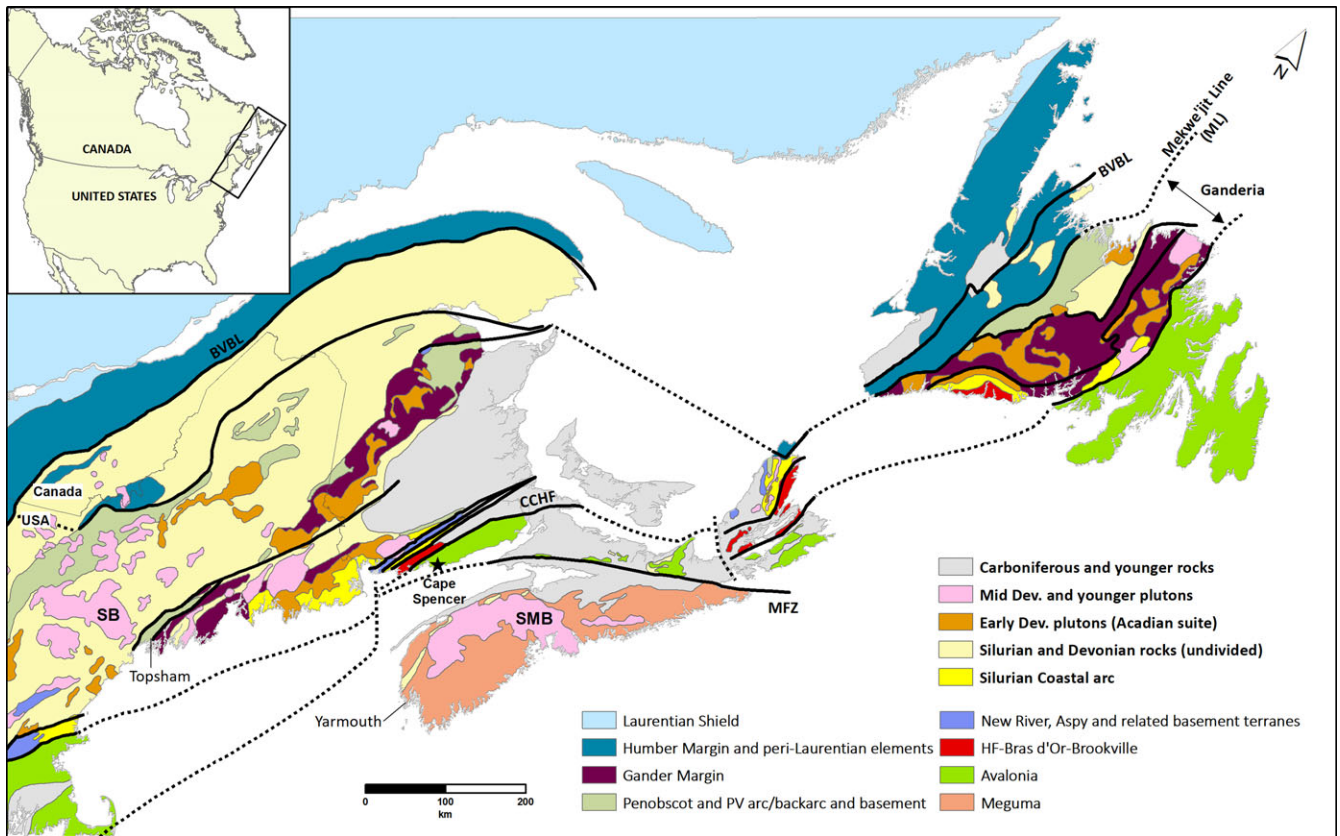 CANADA
UNITED STATES
N
Mekwe'jit Line
(ML)
BVBL
Ganderia
BVBL
Canada
USA
CCHF
Cape
Spencer
SB
SMB
MFZ
Topsham
Yarmouth
Carboniferous and younger rocks
Mid Dev. and younger plutons
Early Dev. plutons (Acadian suite)
Silurian and Devonian rocks (undivided)
Silurian Coastal arc
Laurentian Shield
Humber Margin and peri-Laurentian elements
Gander Margin
Penobscot and PV arc/backarc and basement
New River, Aspy and related basement terranes
HF-Bras d'Or-Brookville
Avalonia
Meguma
0 100 200
km